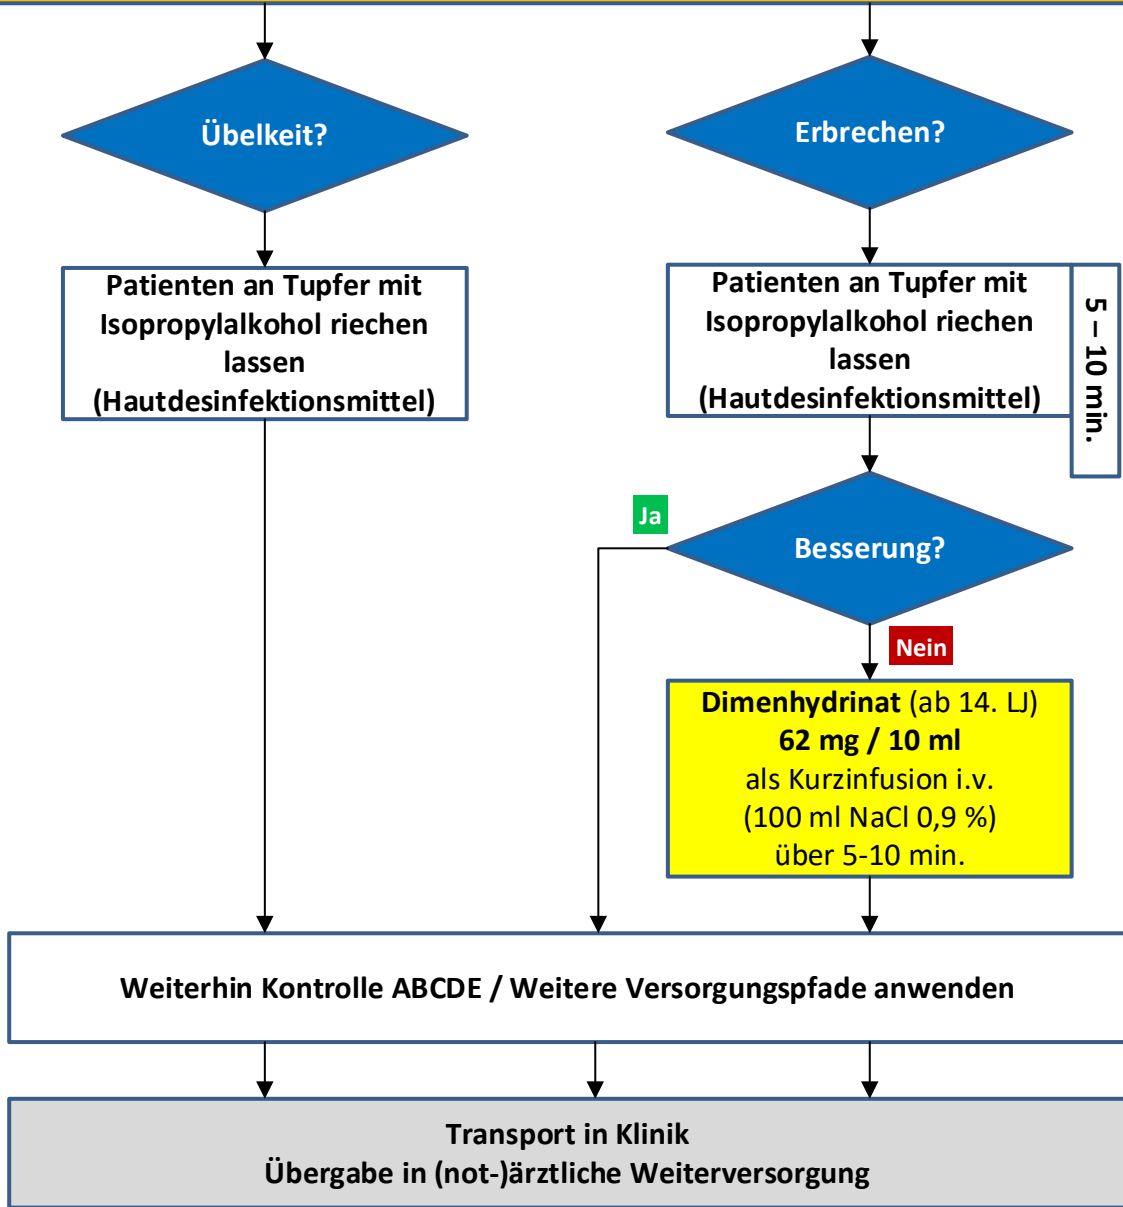 Übelkeit?
Erbrechen?
Patienten an Tupfer mit
Isopropylalkohol riechen
lassen
(Hautdesinfektionsmittel)
Patienten an Tupfer mit
Isopropylalkohol riechen
lassen
(Hautdesinfektionsmittel)
5 – 10 min.
Ja
Besserung?
Nein
Dimenhydrinat (ab 14. LJ)
62 mg / 10 ml
als Kurzinfusion i.v.
(100 ml NaCl 0,9 %)
über 5-10 min.
Weiterhin Kontrolle ABCDE / Weitere Versorgungspfade anwenden
Transport in Klinik
Übergabe in (not-)ärztliche Weiterversorgung